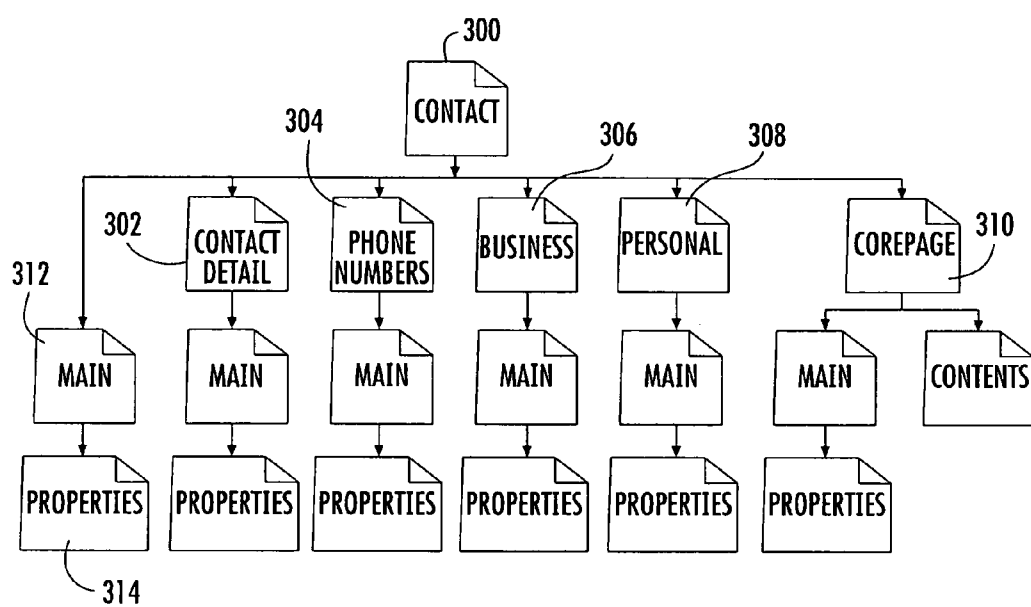 300
CONTACT
304
306
308
302
CONTACT
DETAIL
PHONE
NUMBERS
BUSINESS
PERSONAL
COREPAGE
310
312
MAIN
MAIN
MAIN
MAIN
MAIN
MAIN
CONTENTS
PROPERTIES
PROPERTIES
PROPERTIES
PROPERTIES
PROPERTIES
PROPERTIES
314